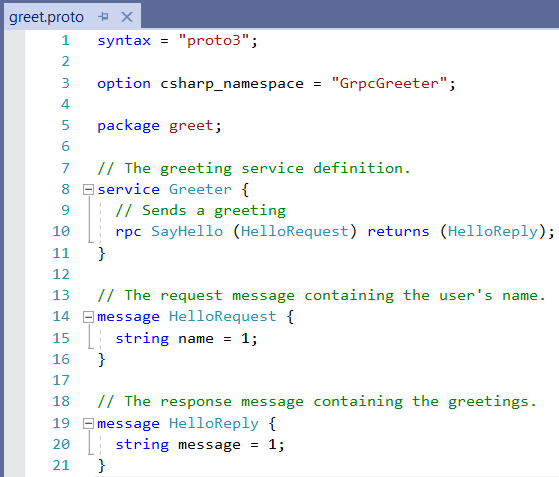 greet.proto
1 syntax = "proto3";
2
3 option csharp_namespace = "GrpcGreeter";
4
5 package greet;
6
7 // The greeting service definition.
8 service Greeter {
9 // Sends a greeting
10 rpc SayHello (HelloRequest) returns (HelloReply);
11 }
12
13 // The request message containing the user's name.
14 message HelloRequest {
15 string name = 1;
16 }
17
18 // The response message containing the greetings.
19 message HelloReply {
20 string message = 1;
21 }